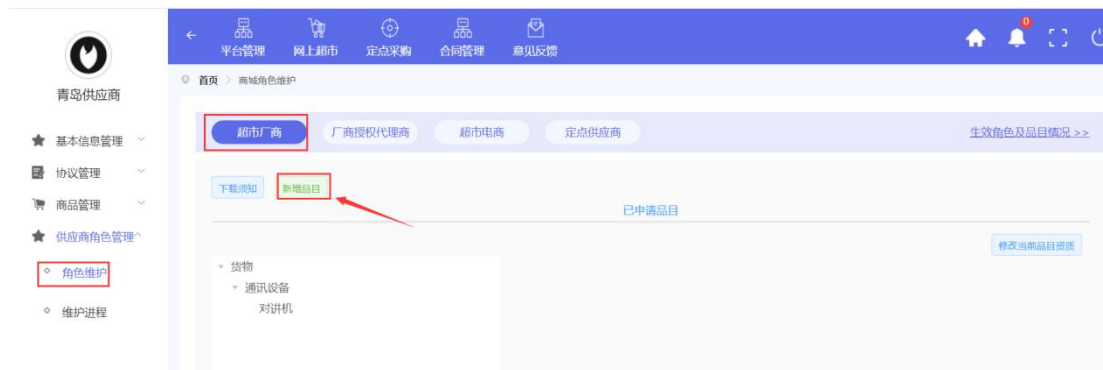 平台管理 网上超市 定点采购 合同管理 意见反馈
0
首页 > 商城角色维护
青岛供应商
基本信息管理
协议管理
商品管理
供应商角色管理
角色维护
维护进程
超市厂商 厂商授权代理商 超市电商 定点供应商 生效角色及品目情况 >>
下载须知 新增品目
已申请品目
修改当前品目资质
货物
通讯设备
对讲机